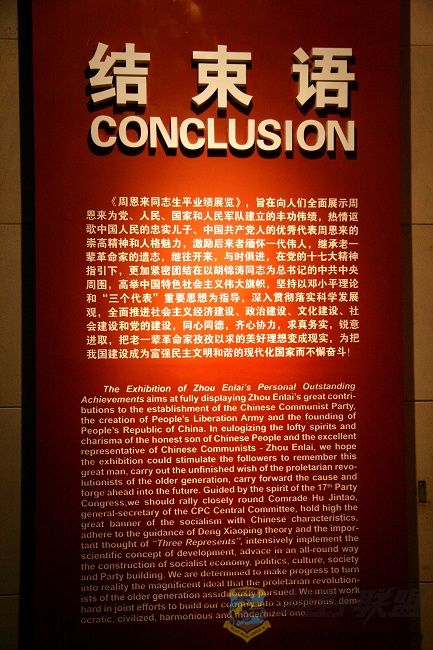 结束语
CONCLUSION
《周恩来同志生平业绩展览》，旨在向人们全面展示周
恩来为党、人民、国家和人民军队建立的丰功伟绩，热情讴
歌中国人民的忠实儿子、中国共产党人的优秀代表周恩来的
崇高精神和人格魅力，激励后来者缅怀一代伟人，继承老一
辈革命家的遗志，继往开来，与时俱进，在党的十七大精神
指引下，更加紧密团结在以胡锦涛同志为总书记的中共中央
周围，高举中国特色社会主义伟大旗帜，坚持以邓小平理论
和“三个代表”重要思想为指导，深入贯彻落实科学发展
观，全面推进社会主义经济建设、政治建设、文化建设、社
会建设和党的建设，同心同德，齐心协力，求真务实，锐意
进取，把老一辈革命家孜孜以求的美好理想变成现实，为把
我国建设成为富强民主文明和谐的现代化国家而不懈奋斗！
The Exhibition of Zhou Enlai's Personal Outstanding
Achievements aims at fully displaying Zhou Enlai's great contri-
butions to the establishment of the Chinese Communist Party,
the creation of People's Liberation Army and the founding of
People's Republic of China. In eulogizing the lofty spirits and
charisma of the honest son of Chinese People and the excellent
representative of Chinese Communists - Zhou Enlai, we hope
the exhibition could stimulate the followers to remember this
great man, carry out the unfinished wish of the proletarian revo-
lutionists of the older generation, carry forward the cause and
forge ahead into the future. Guided by the spirit of the 17th Party
Congress,we should rally closely round Comrade Hu Jintao,
general-secretary of the CPC Central Committee, hold high the
great banner of the socialism with Chinese characteristics,
adhere to the guidance of Deng Xiaoping theory and the impor-
tant thought of "Three Represents", intensively implement the
scientific concept of development, advace in an all-round way
the construction of socialist economy, politics, culture, society
and Party building. We are determined to make progress to turn
into reality the magnificent ideal that the proletarian revolution-
ists of the older generation assiduously pursued. We must work
hard in joint efforts to build our country into a prosperous, dem-
ocratic, civilized, harmonious and modernized one.